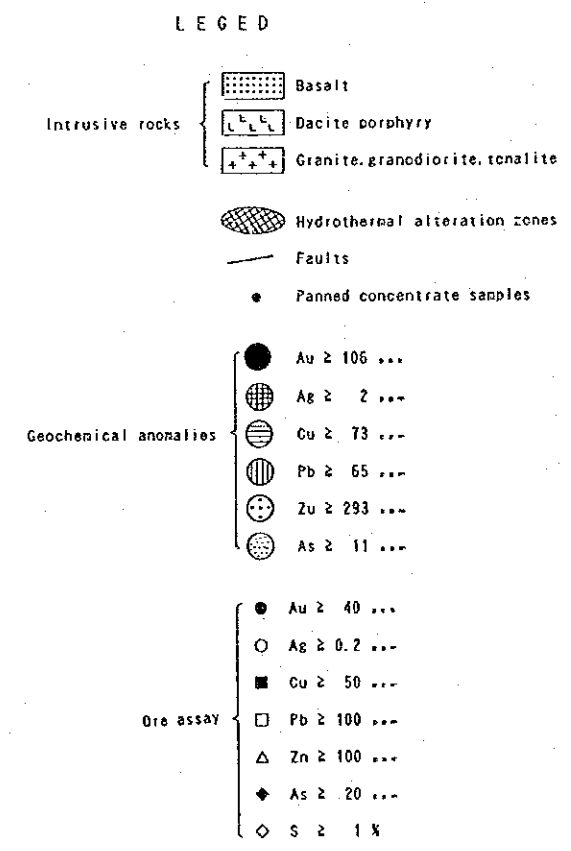 LEGED
Basalt
Intrusive rocks
Dacite porphyry
Granite, granodiorite, tonalite
Hydrothermal alteration zones
Faults
Panned concentrate samples
Au ≥ 106
Ag ≥ 2
Geochemical anomalies
Cu ≥ 73
Pb ≥ 65
Zu ≥ 293
As ≥ 11
Au ≥ 40
Ag ≥ 0.2
Cu ≥ 50
Ore assay
Pb ≥ 100
Zn ≥ 100
As ≥ 20
S ≥ 1 %